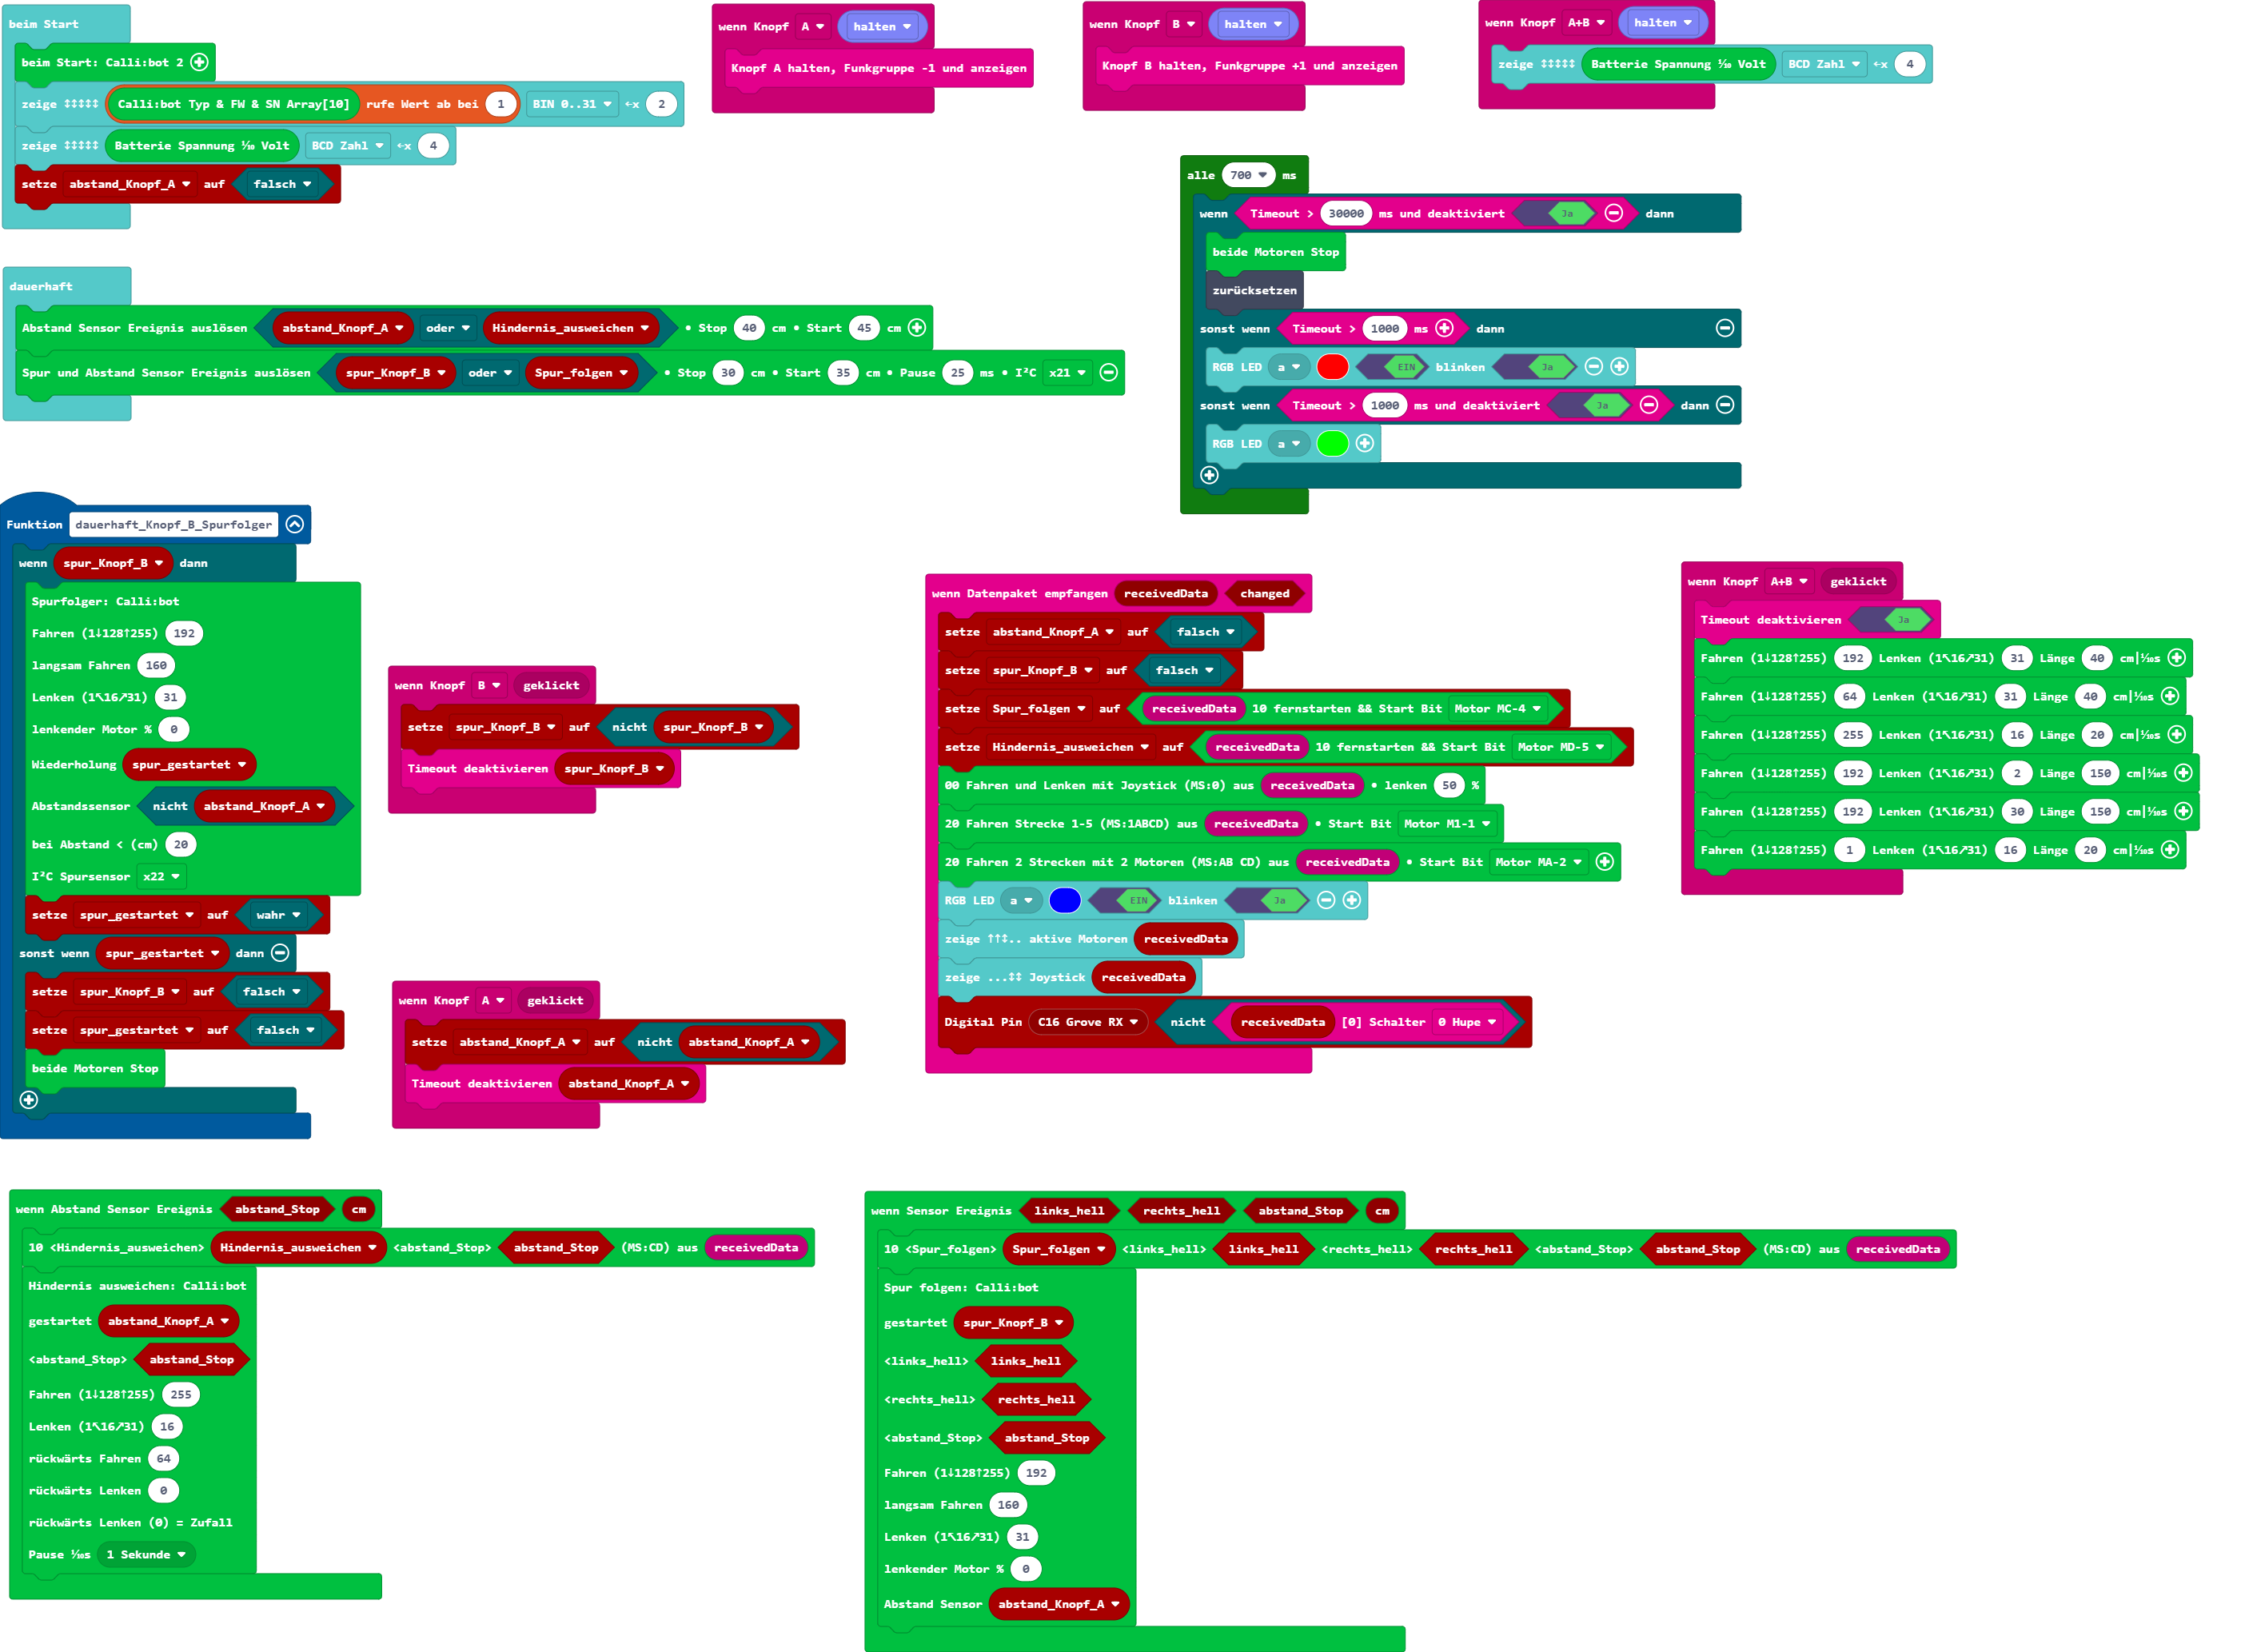 beim Start
beim Start: Calli:bot 2
zeige ↕↕↕↕↕ Calli:bot Typ & FW & SN Array[10] rufe Wert ab bei 1 BIN 0..31 ←x 2
zeige ↕↕↕↕↕ Batterie Spannung ⅒ Volt BCD Zahl ←x 4
setze abstand_Knopf_A auf falsch
wenn Knopf A halten
Knopf A halten, Funkgruppe -1 und anzeigen
wenn Knopf B halten
Knopf B halten, Funkgruppe +1 und anzeigen
wenn Knopf A+B halten
zeige ↕↕↕↕↕ Batterie Spannung ⅒ Volt BCD Zahl ←x 4
dauerhaft
Abstand Sensor Ereignis auslösen abstand_Knopf_A oder Hindernis_ausweichen • Stop 40 cm • Start 45 cm
Spur und Abstand Sensor Ereignis auslösen spur_Knopf_B oder Spur_folgen • Stop 30 cm • Start 35 cm • Pause 25 ms • I²C x21
alle 700 ms
wenn Timeout > 30000 ms und deaktiviert Ja dann
beide Motoren Stop
zurücksetzen
sonst wenn Timeout > 1000 ms dann
RGB LED a EIN blinken Ja
sonst wenn Timeout > 1000 ms und deaktiviert Ja dann
RGB LED a
Funktion dauerhaft_Knopf_B_Spurfolger
wenn spur_Knopf_B dann
Spurfolger: Calli:bot
Fahren (1↓128↑255) 192
langsam Fahren 160
Lenken (1↖16↗31) 31
lenkender Motor % 0
Wiederholung spur_gestartet
Abstandssensor nicht abstand_Knopf_A
bei Abstand < (cm) 20
I²C Spursensor x22
setze spur_gestartet auf wahr
sonst wenn spur_gestartet dann
setze spur_Knopf_B auf falsch
setze spur_gestartet auf falsch
beide Motoren Stop
wenn Knopf B geklickt
setze spur_Knopf_B auf nicht spur_Knopf_B
Timeout deaktivieren spur_Knopf_B
wenn Knopf A geklickt
setze abstand_Knopf_A auf nicht abstand_Knopf_A
Timeout deaktivieren abstand_Knopf_A
wenn Datenpaket empfangen receivedData changed
setze abstand_Knopf_A auf falsch
setze spur_Knopf_B auf falsch
setze Spur_folgen auf receivedData 10 fernstarten && Start Bit Motor MC-4
setze Hindernis_ausweichen auf receivedData 10 fernstarten && Start Bit Motor MD-5
00 Fahren und Lenken mit Joystick (MS:0) aus receivedData • lenken 50 %
20 Fahren Strecke 1-5 (MS:1ABCD) aus receivedData • Start Bit Motor M1-1
20 Fahren 2 Strecken mit 2 Motoren (MS:AB CD) aus receivedData • Start Bit Motor MA-2
RGB LED a EIN blinken Ja
zeige ↑↑↕.. aktive Motoren receivedData
zeige ...↕↕ Joystick receivedData
Digital Pin C16 Grove RX nicht receivedData [0] Schalter 0 Hupe
wenn Knopf A+B geklickt
Timeout deaktivieren Ja
Fahren (1↓128↑255) 192 Lenken (1↖16↗31) 31 Länge 40 cm|⅒s
Fahren (1↓128↑255) 64 Lenken (1↖16↗31) 31 Länge 40 cm|⅒s
Fahren (1↓128↑255) 255 Lenken (1↖16↗31) 16 Länge 20 cm|⅒s
Fahren (1↓128↑255) 192 Lenken (1↖16↗31) 2 Länge 150 cm|⅒s
Fahren (1↓128↑255) 192 Lenken (1↖16↗31) 30 Länge 150 cm|⅒s
Fahren (1↓128↑255) 1 Lenken (1↖16↗31) 16 Länge 20 cm|⅒s
wenn Abstand Sensor Ereignis abstand_Stop cm
10 <Hindernis_ausweichen> Hindernis_ausweichen <abstand_Stop> abstand_Stop (MS:CD) aus receivedData
Hindernis ausweichen: Calli:bot
gestartet abstand_Knopf_A
<abstand_Stop> abstand_Stop
Fahren (1↓128↑255) 255
Lenken (1↖16↗31) 16
rückwärts Fahren 64
rückwärts Lenken 0
rückwärts Lenken (0) = Zufall
Pause ⅒s 1 Sekunde
wenn Sensor Ereignis links_hell rechts_hell abstand_Stop cm
10 <Spur_folgen> Spur_folgen <links_hell> links_hell <rechts_hell> rechts_hell <abstand_Stop> abstand_Stop (MS:CD) aus receivedData
Spur folgen: Calli:bot
gestartet spur_Knopf_B
<links_hell> links_hell
<rechts_hell> rechts_hell
<abstand_Stop> abstand_Stop
Fahren (1↓128↑255) 192
langsam Fahren 160
Lenken (1↖16↗31) 31
lenkender Motor % 0
Abstand Sensor abstand_Knopf_A